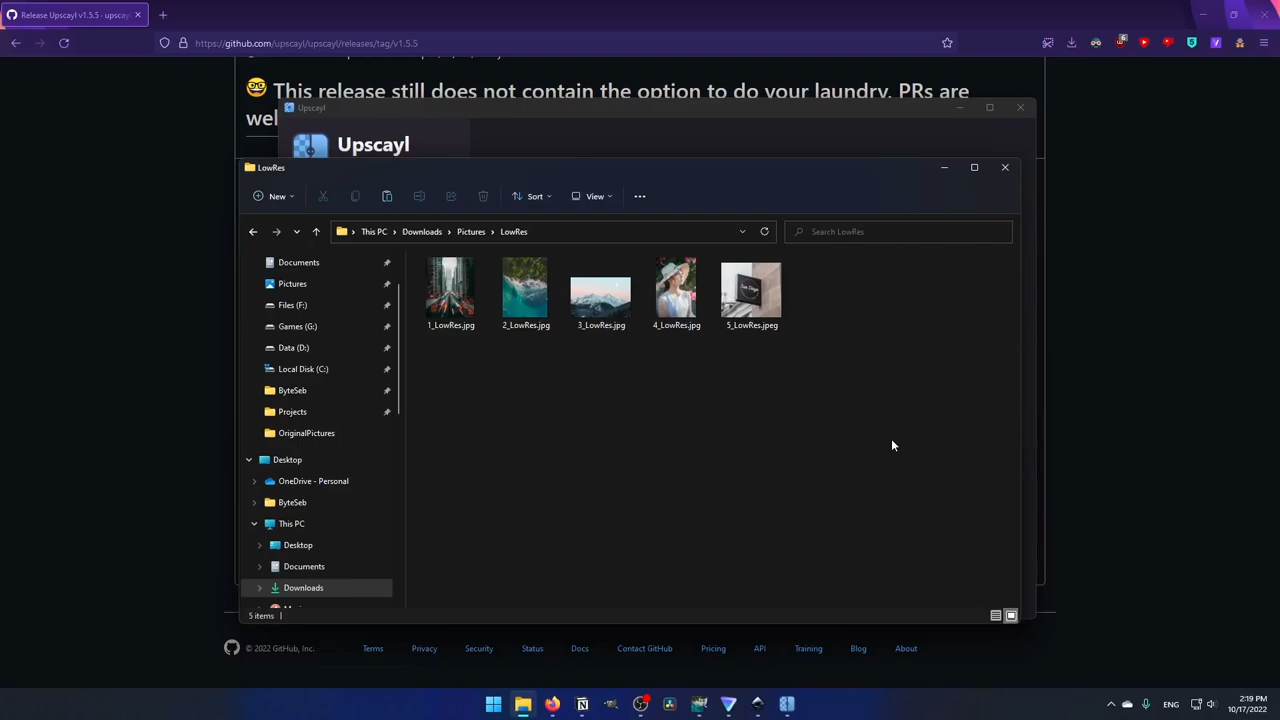 Release Upscayl v1.5.5 · upscay
https://github.com/upscayl/upscayl/releases/tag/v1.5.5
6
🤓 This release still does not contain the option to do your laundry. PRs are
wel
Upscayl
Upscayl
LowRes
New
Sort
View
This PC > Downloads > Pictures > LowRes
Search LowRes
Documents
Pictures
Files (F:)
Games (G:)
Data (D:)
Local Disk (C:)
ByteSeb
Projects
OriginalPictures
Desktop
OneDrive - Personal
ByteSeb
This PC
Desktop
Documents
Downloads
1_LowRes.jpg
2_LowRes.jpg
3_LowRes.jpg
4_LowRes.jpg
5_LowRes.jpeg
5 items
© 2022 GitHub, Inc.
Terms
Privacy
Security
Status
Docs
Contact GitHub
Pricing
API
Training
Blog
About
ENG
2:19 PM
10/17/2022